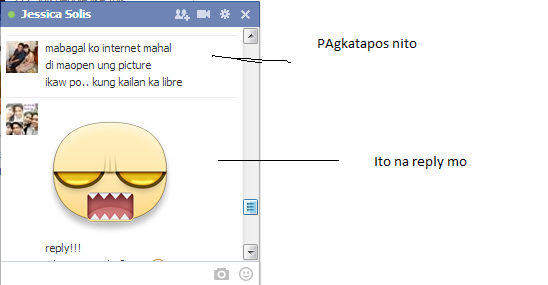 Jessica Solis
mabagal ko internet mahal
di maopen ung picture
ikaw po.. kung kailan ka libre
reply!!!
PAgkatapos nito
Ito na reply mo